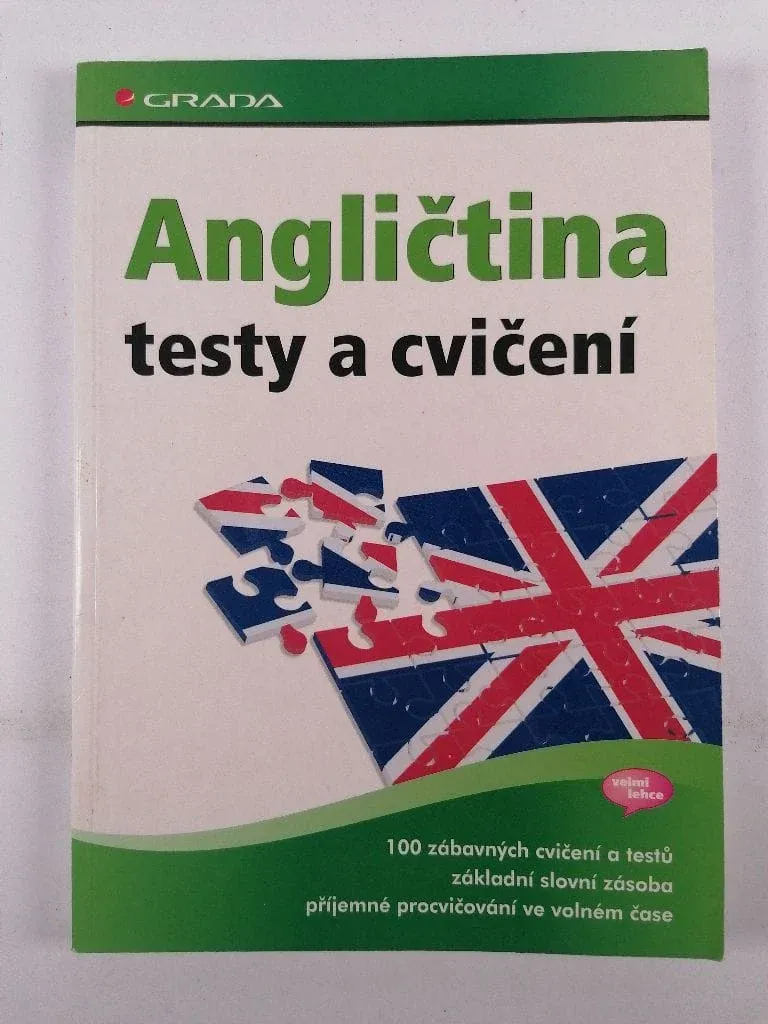 GRADA
Angličtina
testy a cvičení
velmi
lehce
100 zábavných cvičení a testů
základní slovní zásoba
příjemné procvičování ve volném čase